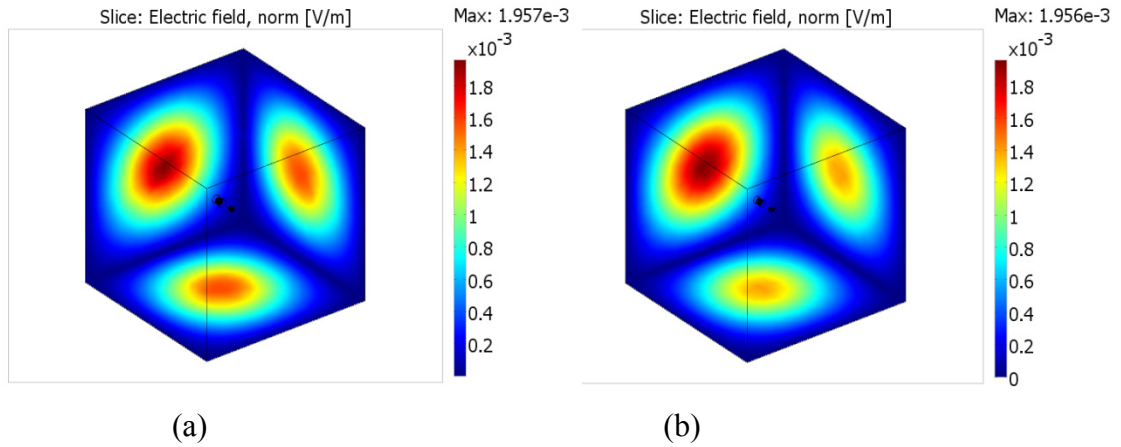 Slice: Electric field, norm [V/m]
Max: 1.957e-3
x10⁻³
1.8
1.6
1.4
1.2
1
0.8
0.6
0.4
0.2
(a)
Slice: Electric field, norm [V/m]
Max: 1.956e-3
x10⁻³
1.8
1.6
1.4
1.2
1
0.8
0.6
0.4
0.2
0
(b)